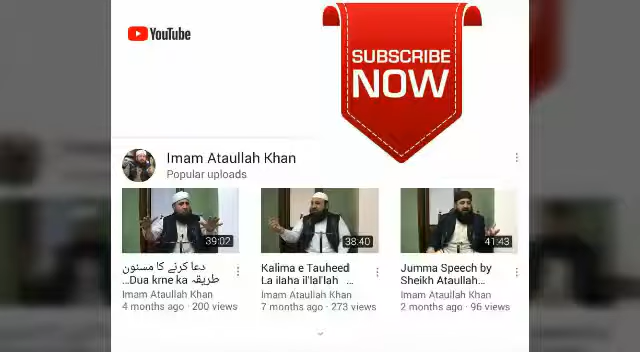 YouTube
SUBSCRIBE
NOW
Imam Ataullah Khan
Popular uploads
39:02
38:40
41:43
دعا کرنے کا مسنون
طریقہ Dua krne ka...
Imam Ataullah Khan
4 months ago · 200 views
Kalima e Tauheed
La ilaha il'lal'lah ...
Imam Ataullah Khan
7 months ago · 273 views
Jumma Speech by
Sheikh Ataullah...
Imam Ataullah Khan
2 months ago · 96 views